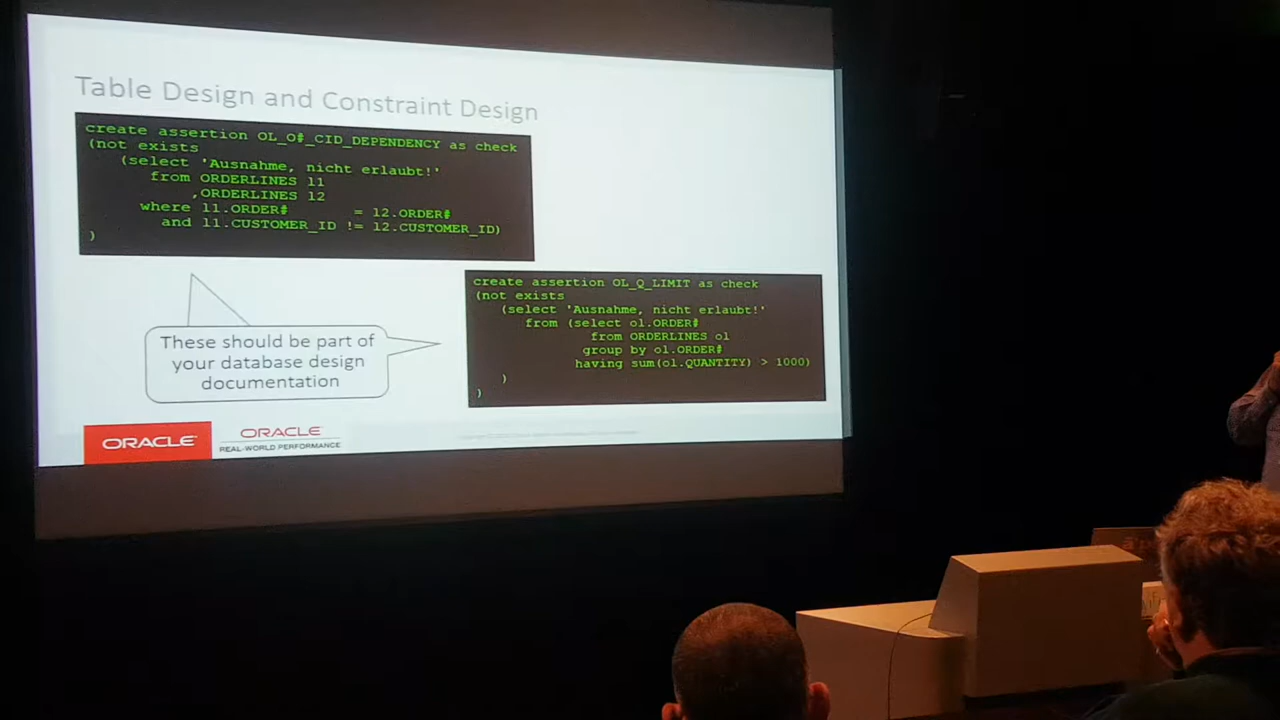 Table Design and Constraint Design
create assertion OL_O#_CID_DEPENDENCY as check
(not exists
(select 'Ausnahme, nicht erlaubt!'
from ORDERLINES l1
,ORDERLINES l2
where l1.ORDER# = l2.ORDER#
and l1.CUSTOMER_ID != l2.CUSTOMER_ID)
)
create assertion OL_Q_LIMIT as check
(not exists
(select 'Ausnahme, nicht erlaubt!'
from (select ol.ORDER#
from ORDERLINES ol
group by ol.ORDER#
having sum(ol.QUANTITY) > 1000)
)
)
These should be part of
your database design
documentation
ORACLE
ORACLE
REAL-WORLD PERFORMANCE